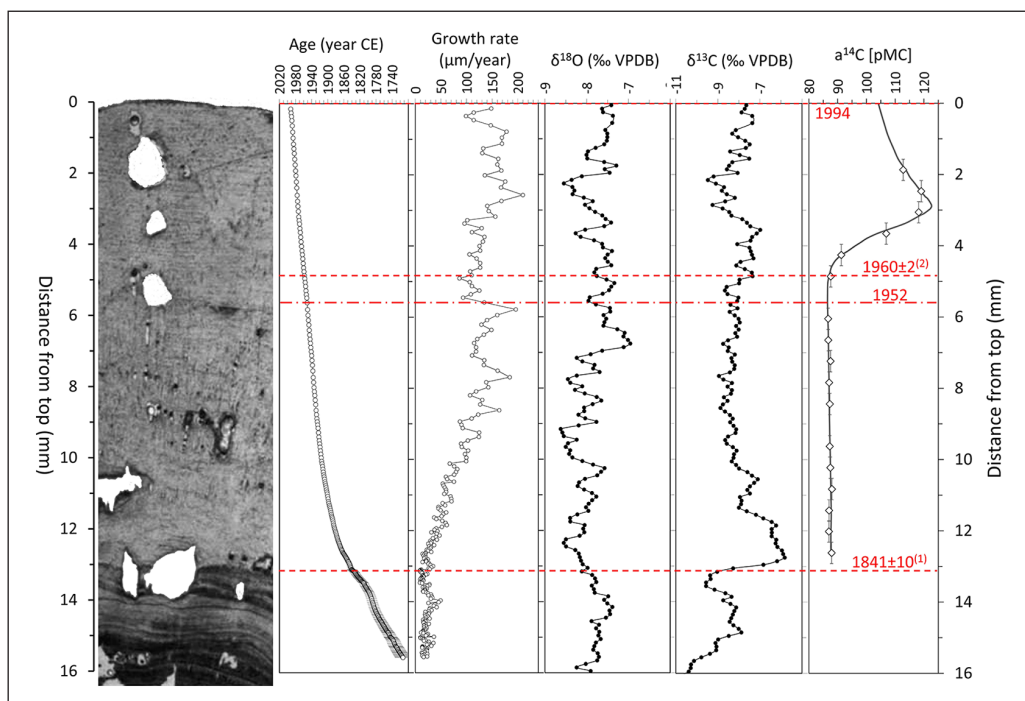 Age (year CE)
Growth rate
(µm/year)
δ18O (‰ VPDB)
δ13C (‰ VPDB)
a14C [pMC]
2020 1980 1940 1900 1860 1820 1780 1740
0 50 100 150 200
-9 -8 -7
-11 -9 -7
80 90 100 110 120
0
2
4
6
8
10
12
14
16
Distance from top (mm)
1994
1960±2(2)
1952
1841±10(1)
0
2
4
6
8
10
12
14
16
Distance from top (mm)